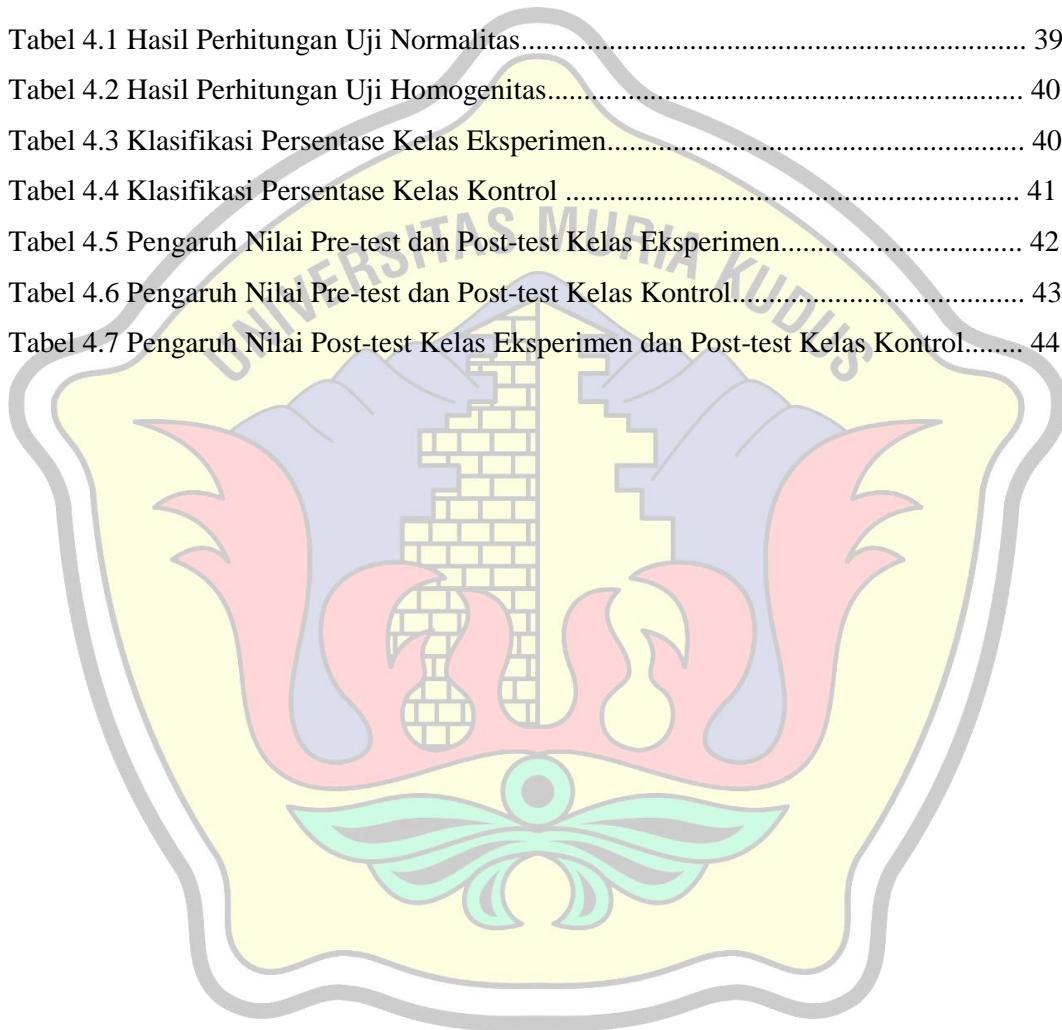 Tabel 4.1 Hasil Perhitungan Uji Normalitas................................................................... 39
Tabel 4.2 Hasil Perhitungan Uji Homogenitas............................................................... 40
Tabel 4.3 Klasifikasi Persentase Kelas Eksperimen....................................................... 40
Tabel 4.4 Klasifikasi Persentase Kelas Kontrol ............................................................ 41
Tabel 4.5 Pengaruh Nilai Pre-test dan Post-test Kelas Eksperimen................................ 42
Tabel 4.6 Pengaruh Nilai Pre-test dan Post-test Kelas Kontrol...................................... 43
Tabel 4.7 Pengaruh Nilai Post-test Kelas Eksperimen dan Post-test Kelas Kontrol........ 44
UNIVERSITAS MURIA KUDUS